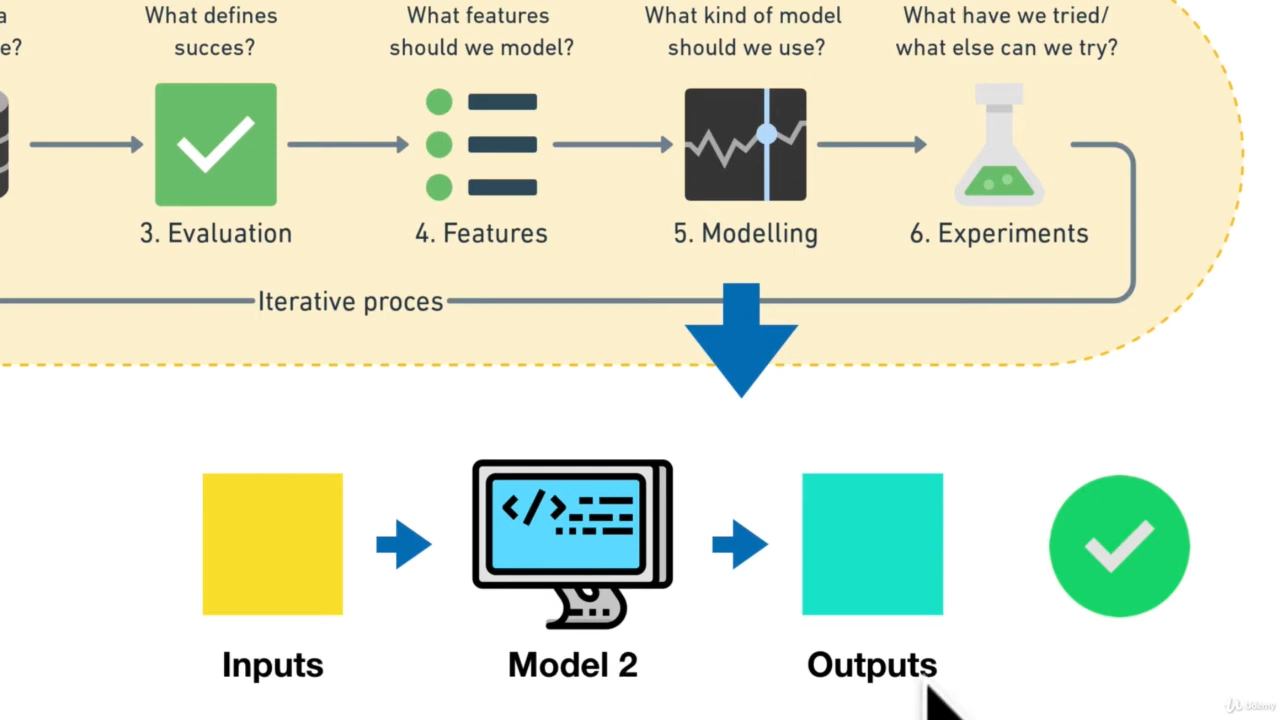 a
e?
What defines
succes?
What features
should we model?
What kind of model
should we use?
What have we tried/
what else can we try?
3. Evaluation
4. Features
5. Modelling
6. Experiments
Iterative proces
</>
Inputs
Model 2
Outputs
Udemy